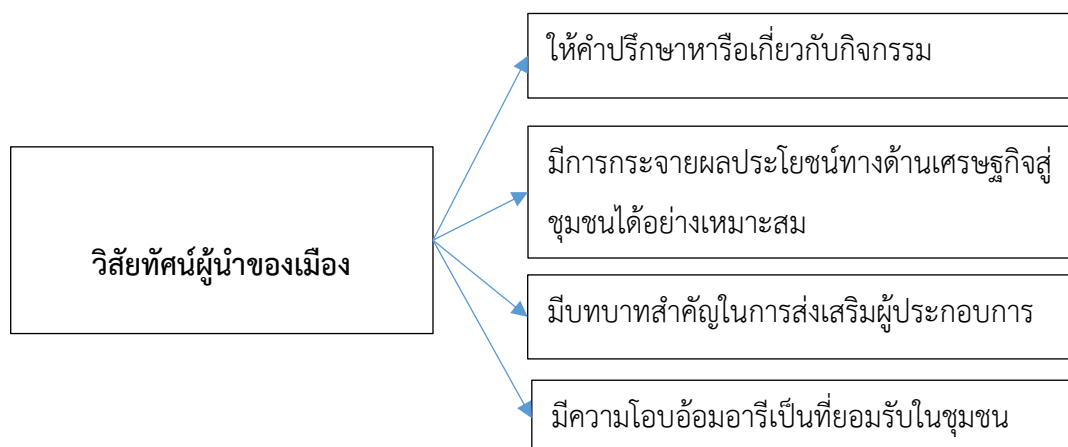 ให้คำปรึกษาหารือเกี่ยวกับกิจกรรม
มีการกระจายผลประโยชน์ทางด้านเศรษฐกิจสู่
ชุมชนได้อย่างเหมาะสม
วิสัยทัศน์ผู้นำของเมือง
มีบทบาทสำคัญในการส่งเสริมผู้ประกอบการ
มีความโอบอ้อมอารีเป็นที่ยอมรับในชุมชน